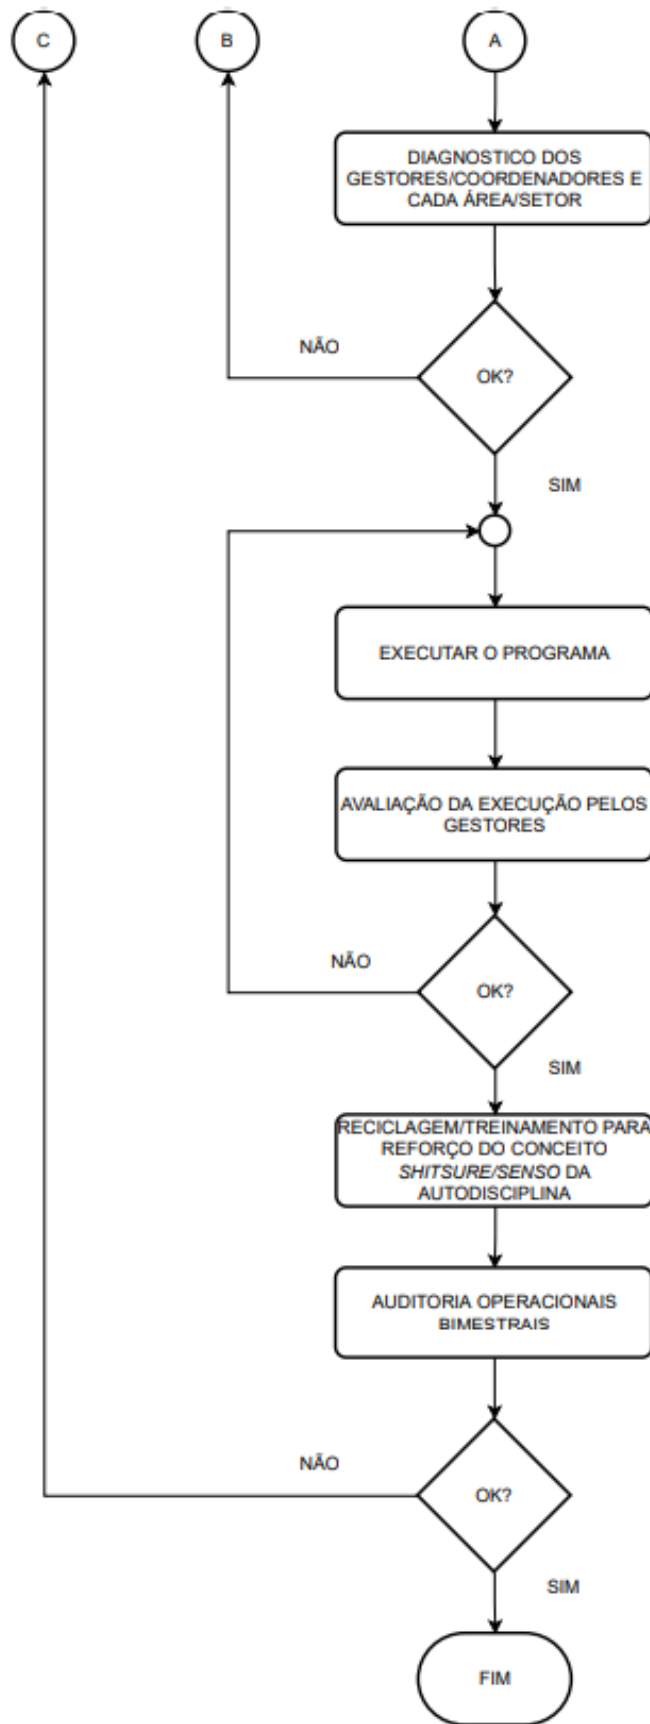 C
B
A
DIAGNOSTICO DOS
GESTORES/COORDENADORES E
CADA ÁREA/SETOR
NÃO
OK?
SIM
EXECUTAR O PROGRAMA
AVALIAÇÃO DA EXECUÇÃO PELOS
GESTORES
NÃO
OK?
SIM
RECICLAGEM/TREINAMENTO PARA
REFORÇO DO CONCEITO
SHITSURE/SENSO DA
AUTODISCIPLINA
AUDITORIA OPERACIONAIS
BIMESTRAIS
NÃO
OK?
SIM
FIM